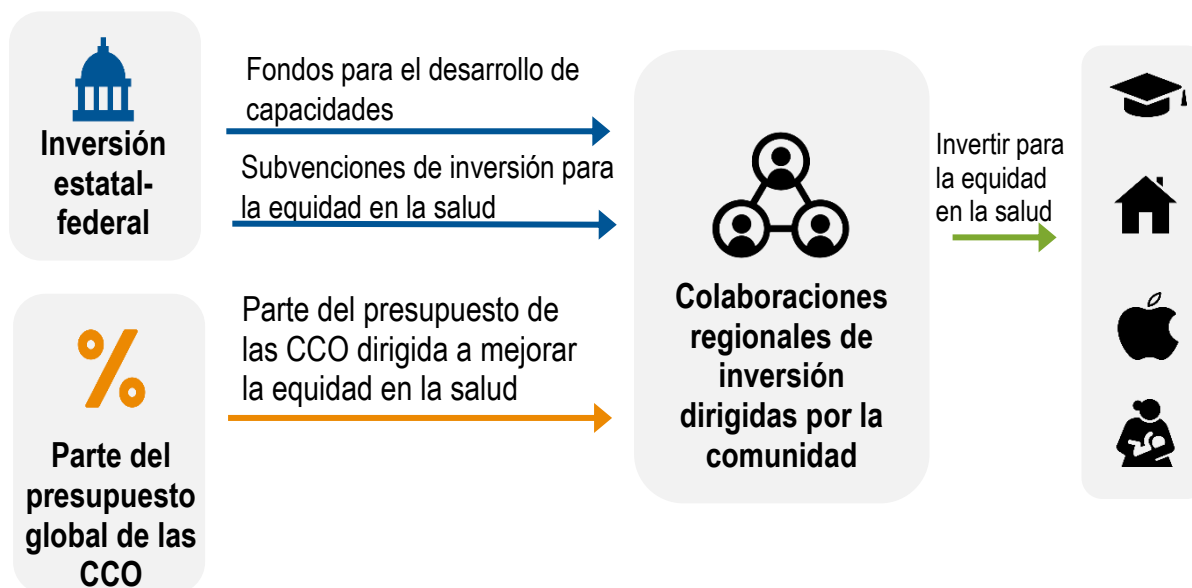 Inversión
estatal-
federal
Fondos para el desarrollo de
capacidades
Subvenciones de inversión para
la equidad en la salud
%
Parte del
presupuesto
global de las
CCO
Parte del presupuesto de
las CCO dirigida a mejorar
la equidad en la salud
Colaboraciones
regionales de
inversión
dirigidas por la
comunidad
Invertir para
la equidad
en la salud